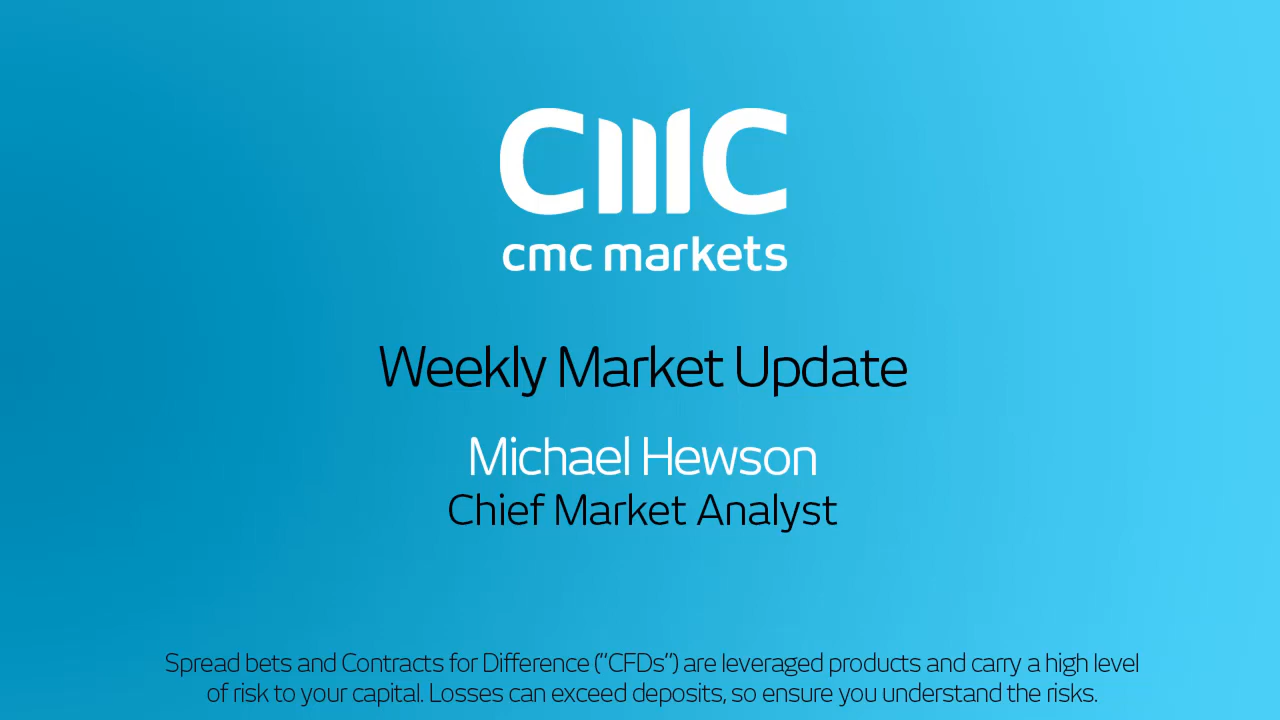 CMC
cmc markets
Weekly Market Update
Michael Hewson
Chief Market Analyst
Spread bets and Contracts for Difference (”CFDs”) are leveraged products and carry a high level
of risk to your capital. Losses can exceed deposits, so ensure you understand the risks.